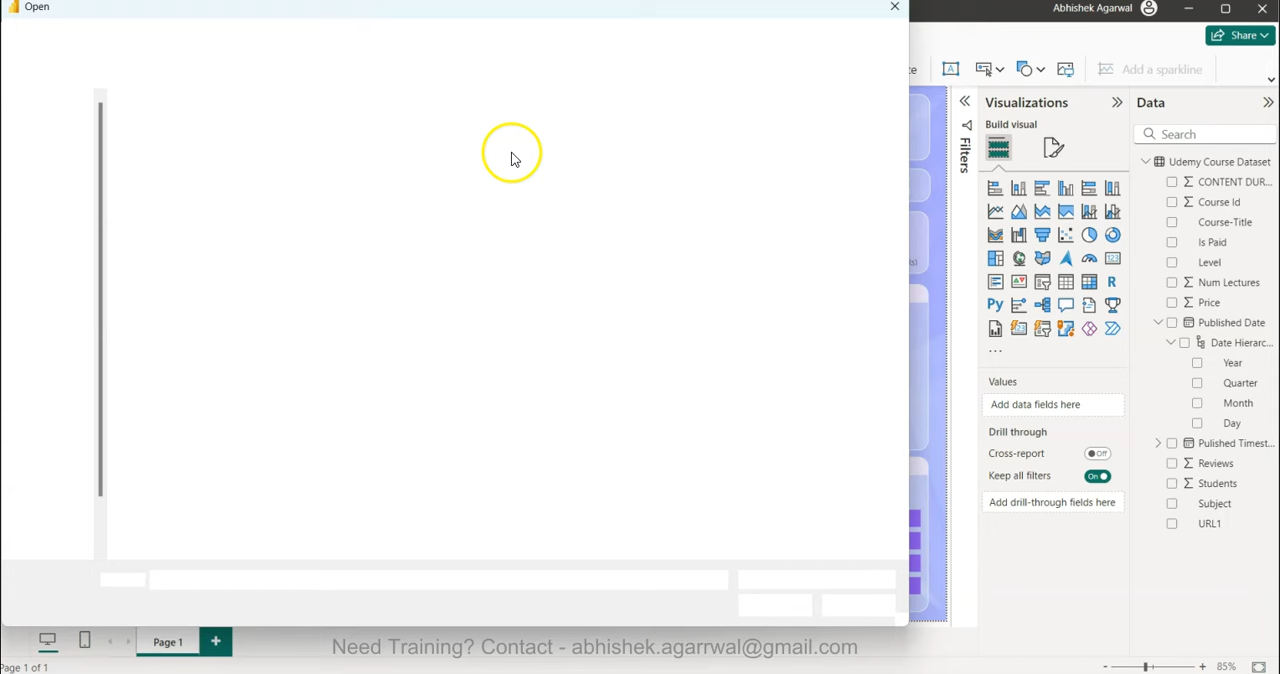 Open
Abhishek Agarwal
Share
te
Add a sparkline
Filters
s)
Visualizations
Build visual
123
R
Py
...
Values
Add data fields here
Drill through
Cross-report
Off
Keep all filters
On
Add drill-through fields here
Data
Search
Udemy Course Dataset
CONTENT DUR...
Course Id
Course-Title
Is Paid
Level
Num Lectures
Price
Published Date
Date Hierarc...
Year
Quarter
Month
Day
Pulished Timest...
Reviews
Students
Subject
URL1
Page 1
+
Need Training? Contact - abhishek.agarrwal@gmail.com
Page 1 of 1
- + 85%